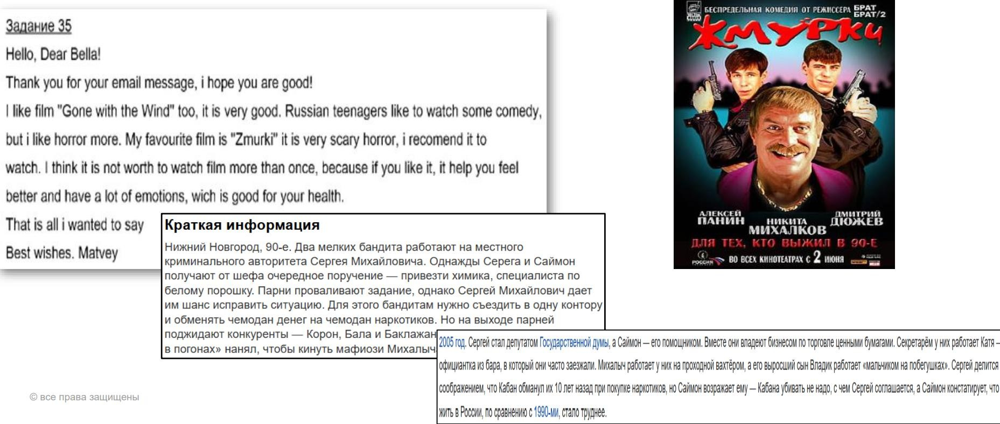 Задание 35
Hello, Dear Bella!
Thank you for your email message, i hope you are good!
I like film "Gone with the Wind" too, it is very good. Russian teenagers like to watch some comedy,
but i like horror more. My favourite film is "Zmurki" it is very scary horror, i recomend it to
watch. I think it is not worth to watch film more than once, because if you like it, it help you feel
better and have a lot of emotions, wich is good for your health.
That is all i wanted to say
Best wishes. Matvey
Краткая информация
Нижний Новгород, 90-е. Два мелких бандита работают на местного
криминального авторитета Сергея Михайловича. Однажды Серега и Саймон
получают от шефа очередное поручение — привезти химика, специалиста по
белому порошку. Парни проваливают задание, однако Сергей Михайлович дает
им шанс исправить ситуацию. Для этого бандитам нужно съездить в одну контору
и обменять чемодан денег на чемодан наркотиков. Но на выходе парней
поджидают конкуренты — Корон, Бала и Баклажан
в погонах» нанял, чтобы кинуть мафиози Михалыч
2005 год. Сергей стал депутатом Государственной думы, а Саймон — его помощником. Вместе они владеют бизнесом по торговле ценными бумагами. Секретарём у них работает Катя —
официантка из бара, в который они часто заезжали. Михалыч работает у них на проходной вахтёром, а его выросший сын Владик работает «мальчиком на побегушках». Сергей делится
соображением, что Кабан обманул их 10 лет назад при покупке наркотиков, но Саймон возражает ему — Кабана убивать не надо, с чем Сергей соглашается, а Саймон констатирует, что
жить в России, по сравнению с 1990-ми, стало труднее.
БЕСПРЕДЕЛЬНАЯ КОМЕДИЯ ОТ РЕЖИССЕРА БРАТ
БРАТ/2
ЖМУРКИ
АЛЕКСЕЙ
ПАНИН
НИКИТА
МИХАЛКОВ
ДМИТРИЙ
ДЮЖЕВ
ДЛЯ ТЕХ, КТО ВЫЖИЛ В 90-Е
РОССИЯ
ВО ВСЕХ КИНОТЕАТРАХ С 2 ИЮНЯ
© все права защищены